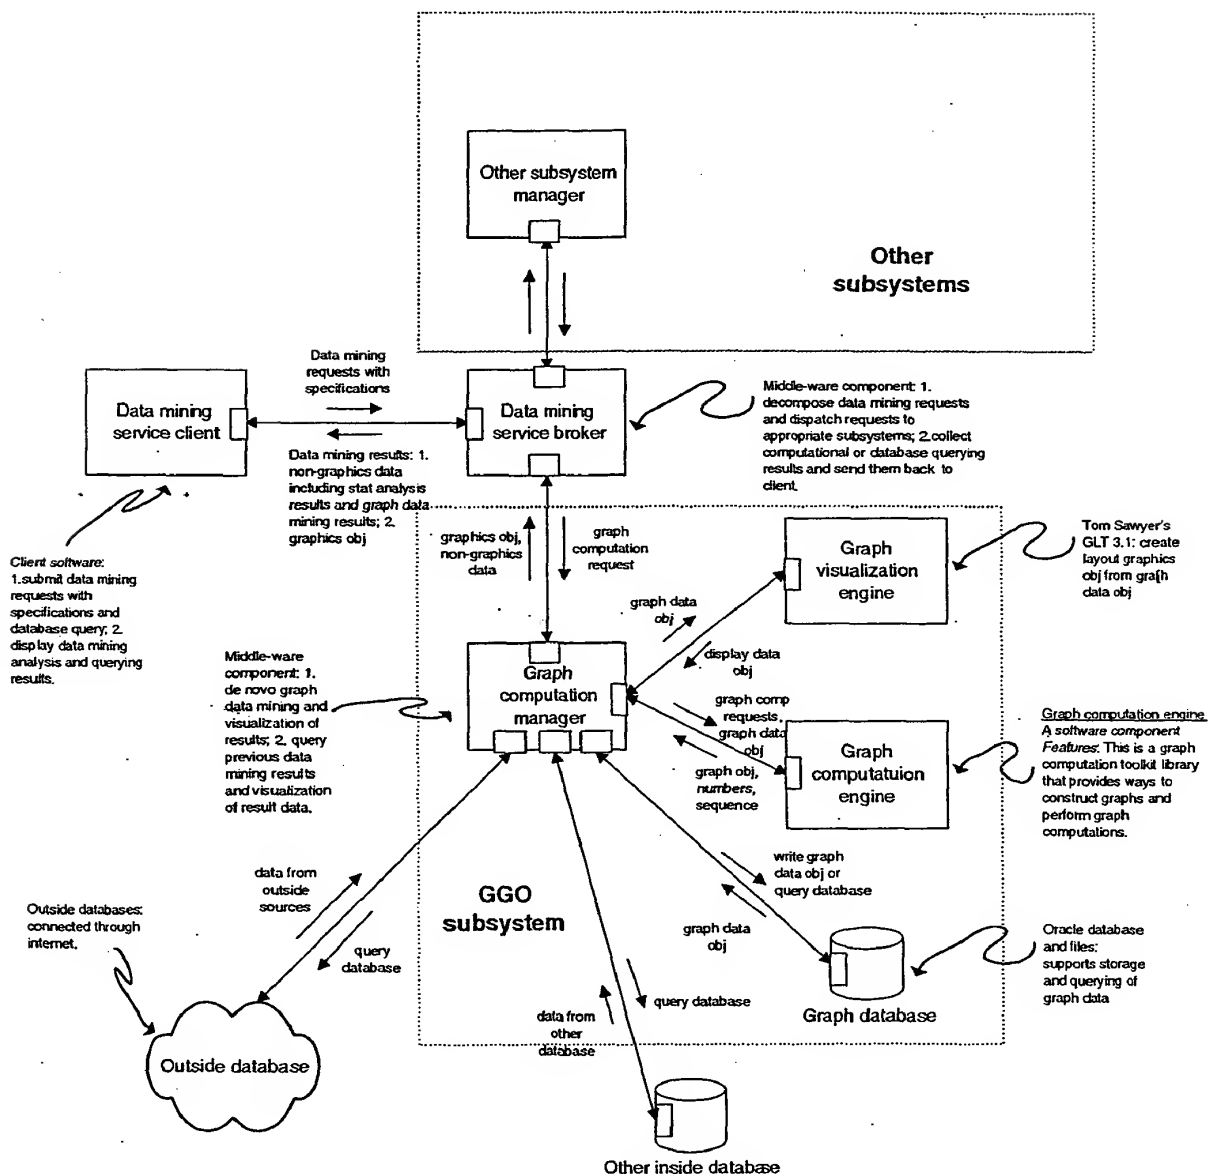 Other subsystem
manager
Other
subsystems
Data mining
requests with
specifications
Data mining
service client
Data mining
service broker
Middle-ware component: 1.
decompose data mining requests
and dispatch requests to
appropriate subsystems; 2.collect
computational or database querying
results and send them back to
client.
Data mining results: 1.
non-graphics data
including stat analysis
results and graph data
mining results; 2.
graphics obj
graphics obj,
non-graphics
data
graph
computation
request
Client software:
1.submit data mining
requests with
specifications and
database query; 2.
display data mining
analysis and querying
results.
Graph
visualization
engine
Tom Sawyer's
GLT 3.1: create
layout graphics
obj from graph
data obj
graph data
obj
display data
obj
Middle-ware
component: 1.
de novo graph
data mining and
visualization of
results; 2. query
previous data
mining results
and visualization
of result data.
Graph
computation
manager
graph comp
requests,
graph data
obj
graph obj,
numbers,
sequence
Graph
computatuion
engine
Graph computation engine
A software component
Features: This is a graph
computation toolkit library
that provides ways to
construct graphs and
perform graph
computations.
data from
outside
sources
query
database
GGO
subsystem
write graph
data obj or
query database
graph data
obj
Outside databases:
connected through
internet.
Oracle database
and files:
supports storage
and querying of
graph data
query database
data from
other
database
Graph database
Outside database
Other inside database